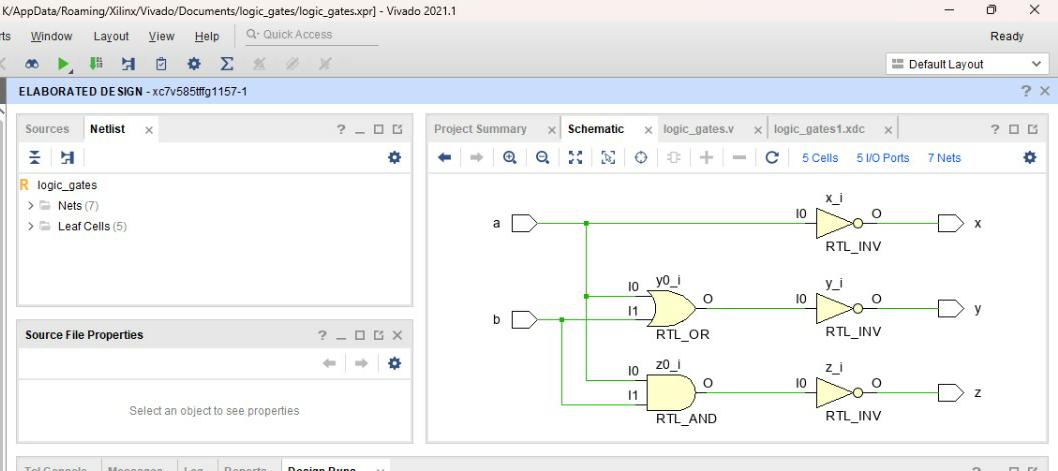 K/AppData/Roaming/Xilinx/Vivado/Documents/logic_gates/logic_gates.xpr] - Vivado 2021.1
rts Window Layout View Help Quick Access Ready
Default Layout
ELABORATED DESIGN - xc7v585tffg1157-1
Sources Netlist
logic_gates
Nets (7)
Leaf Cells (5)
Source File Properties
Select an object to see properties
Project Summary Schematic logic_gates.v logic_gates1.xdc
5 Cells 5 I/O Ports 7 Nets
x_i
a I0 O x
RTL_INV
y0_i y_i
I0 O I0 O
b I1 y
RTL_OR RTL_INV
z0_i z_i
I0 O I0 O z
I1
RTL_AND RTL_INV
Tcl Console Messages Log Reports Design Runs